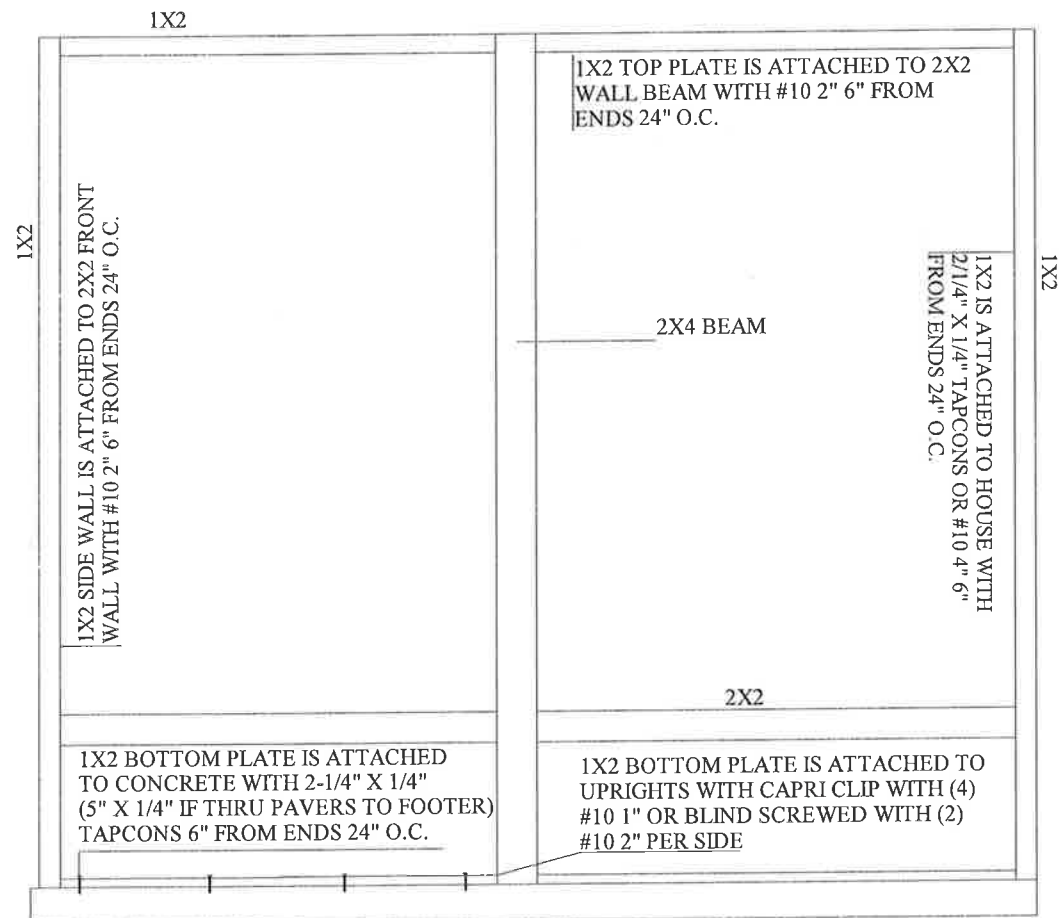 1X2
1X2 TOP PLATE IS ATTACHED TO 2X2
WALL BEAM WITH #10 2" 6" FROM
ENDS 24" O.C.
1X2
1X2 SIDE WALL IS ATTACHED TO 2X2 FRONT
WALL WITH #10 2" 6" FROM ENDS 24" O.C.
2X4 BEAM
1X2 IS ATTACHED TO HOUSE WITH
2/1/4" X 1/4" TAPCONS OR #10 4" 6"
FROM ENDS 24" O.C.
1X2
2X2
1X2 BOTTOM PLATE IS ATTACHED
TO CONCRETE WITH 2-1/4" X 1/4"
(5" X 1/4" IF THRU PAVERS TO FOOTER)
TAPCONS 6" FROM ENDS 24" O.C.
1X2 BOTTOM PLATE IS ATTACHED TO
UPRIGHTS WITH CAPRI CLIP WITH (4)
#10 1" OR BLIND SCREWED WITH (2)
#10 2" PER SIDE